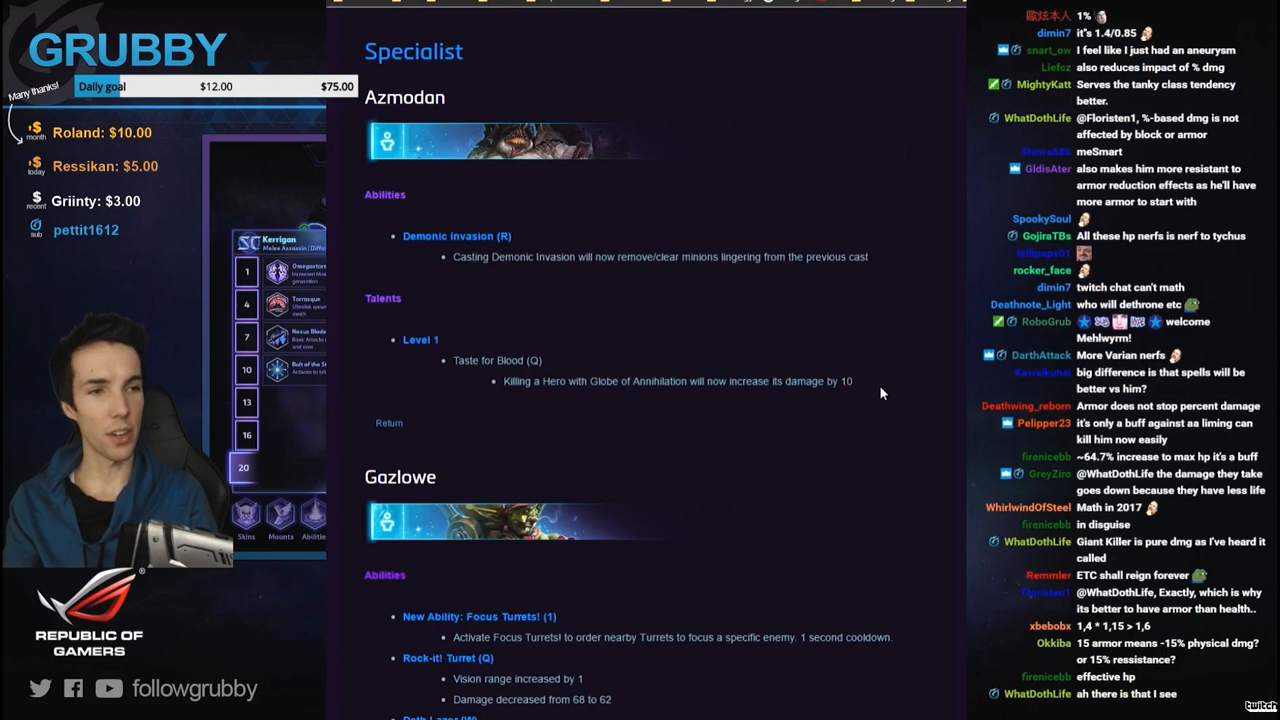 GRUBBY
Many thanks!
Daily goal
$12.00
$75.00
$ month
Roland: $10.00
$ today
Ressikan: $5.00
$ recent
Griinty: $3.00
sub
pettit1612
Kerrigan
1
4
Torrasque
7
10
13
16
20
Skins
Mounts
REPUBLIC OF
GAMERS
followgrubby
Specialist
Azmodan
Abilities
Demonic Invasion (R)
Casting Demonic Invasion will now remove/clear minions lingering from the previous cast
Talents
Level 1
Taste for Blood (Q)
Killing a Hero with Globe of Annihilation will now increase its damage by 10
Return
Gazlowe
Abilities
New Ability: Focus Turrets! (1)
Activate Focus Turrets! to order nearby Turrets to focus a specific enemy. 1 second cooldown.
Rock-it! Turret (Q)
Vision range increased by 1
Damage decreased from 68 to 62
1%
dimin7 it's 1.4/0.85
snart_ow I feel like I just had an aneurysm
Liefcz also reduces impact of % dmg
MightyKatt Serves the tanky class tendency
better.
WhatDothLife @Floristen1, %-based dmg is not
affected by block or armor
meSmart
GldisAter also makes him more resistant to
armor reduction effects as he'll have
more armor to start with
SpookySoul
GojiraTBs All these hp nerfs is nerf to tychus
rocker_face
dimin7 twitch chat can't math
Deathnote_Light who will dethrone etc
RoboGrub welcome
Mehlwyrm!
DarthAttack More Varian nerfs
Kawaikunai big difference is that spells will be
better vs him?
Deathwing_reborn Armor does not stop percent damage
Pelipper23 it's only a buff against aa liming can
kill him now easily
firenicebb ~64.7% increase to max hp it's a buff
GreyZiro @WhatDothLife the damage they take
goes down because they have less life
WhirlwindOfSteel Math in 2017
firenicebb in disguise
WhatDothLife Giant Killer is pure dmg as I've heard it
called
Remmler ETC shall reign forever
Floristen1 @WhatDothLife, Exactly, which is why
its better to have armor than health..
xbebobx 1,4 * 1,15 > 1,6
Okkiba 15 armor means -15% physical dmg?
or 15% ressistance?
firenicebb effective hp
WhatDothLife ah there is that I see
twitch